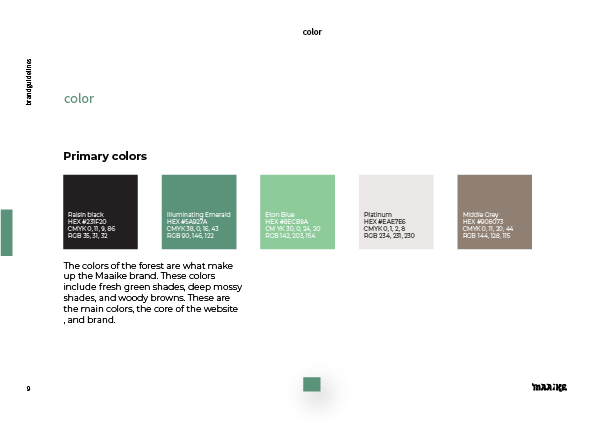 color
brandguidelines
color
Primary colors
Raisin black
HEX #231F20
CMYK 0, 11, 9, 86
RGB 35, 31, 32
Illuminating Emerald
HEX #5A927A
CMYK 38, 0, 16, 43
RGB 90, 146, 122
Eton Blue
HEX #8ECB9A
CM YK 30, 0, 24, 20
RGB 142, 203, 154
Platinum
HEX #EAE7E6
CMYK 0, 1, 2, 8
RGB 234, 231, 230
Middle Grey
HEX #908073
CMYK 0, 11, 20, 44
RGB 144, 128, 115
The colors of the forest are what make
up the Maaike brand. These colors
include fresh green shades, deep mossy
shades, and woody browns. These are
the main colors, the core of the website
, and brand.
9
maaike